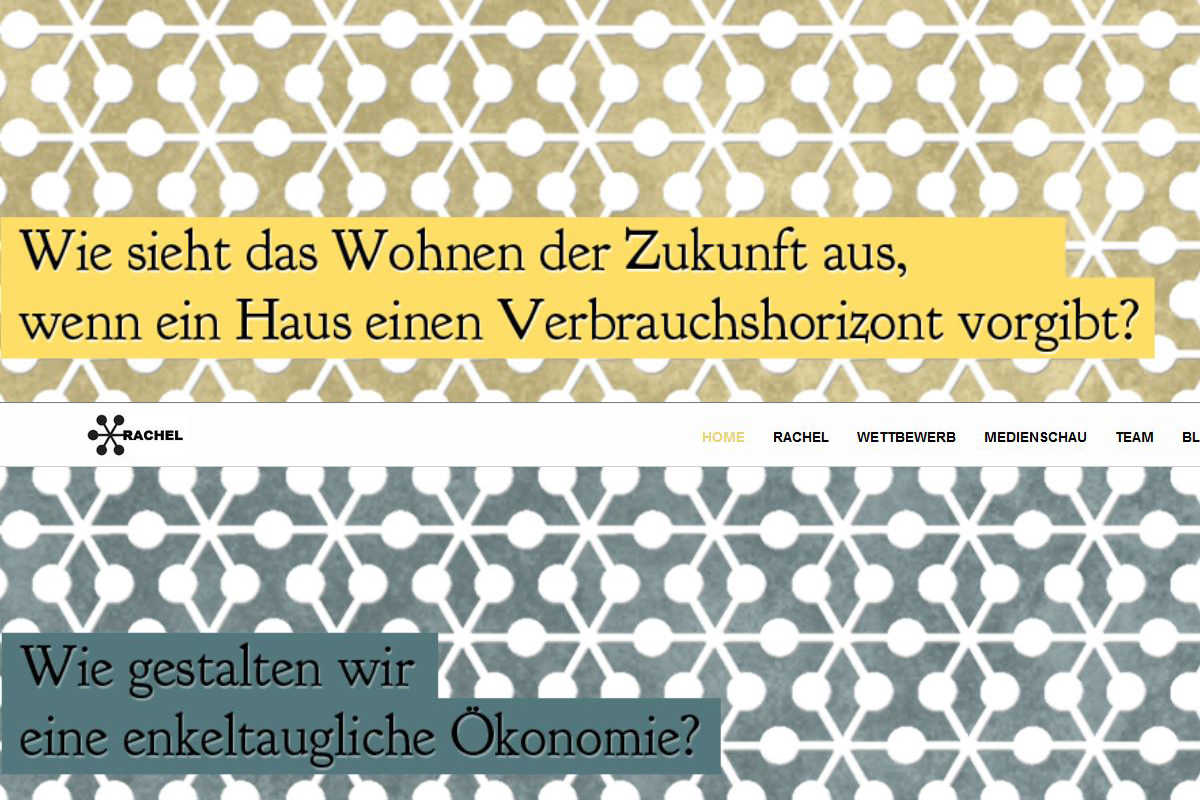 Wie sieht das Wohnen der Zukunft aus,
wenn ein Haus einen Verbrauchshorizont vorgibt?
RACHEL
HOME RACHEL WETTBEWERB MEDIENSCHAU TEAM BL
Wie gestalten wir
eine enkeltaugliche Ökonomie?